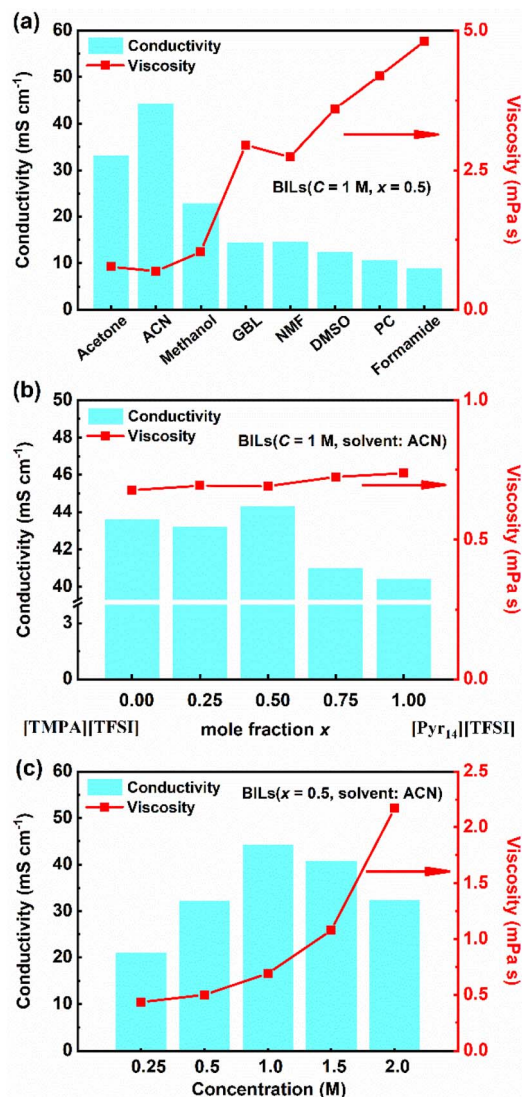 (a)
60
50
40
30
20
10
0
Conductivity (mS cm⁻¹)
Conductivity
Viscosity
BILs(C = 1 M, x = 0.5)
5.0
2.5
0.0
Viscosity (mPa s)
Acetone
ACN
Methanol
GBL
NMF
DMSO
PC
Formamide
(b)
50
48
46
44
42
40
3
0
Conductivity (mS cm⁻¹)
Conductivity
Viscosity
BILs(C = 1 M, solvent: ACN)
1.0
0.5
0.0
Viscosity (mPa s)
0.00 0.25 0.50 0.75 1.00
[TMPA][TFSI] mole fraction x [Pyr₁₄][TFSI]
(c)
60
50
40
30
20
10
0
Conductivity (mS cm⁻¹)
Conductivity
Viscosity
BILs(x = 0.5, solvent: ACN)
2.5
2.0
1.5
1.0
0.5
0.0
Viscosity (mPa s)
0.25 0.5 1.0 1.5 2.0
Concentration (M)